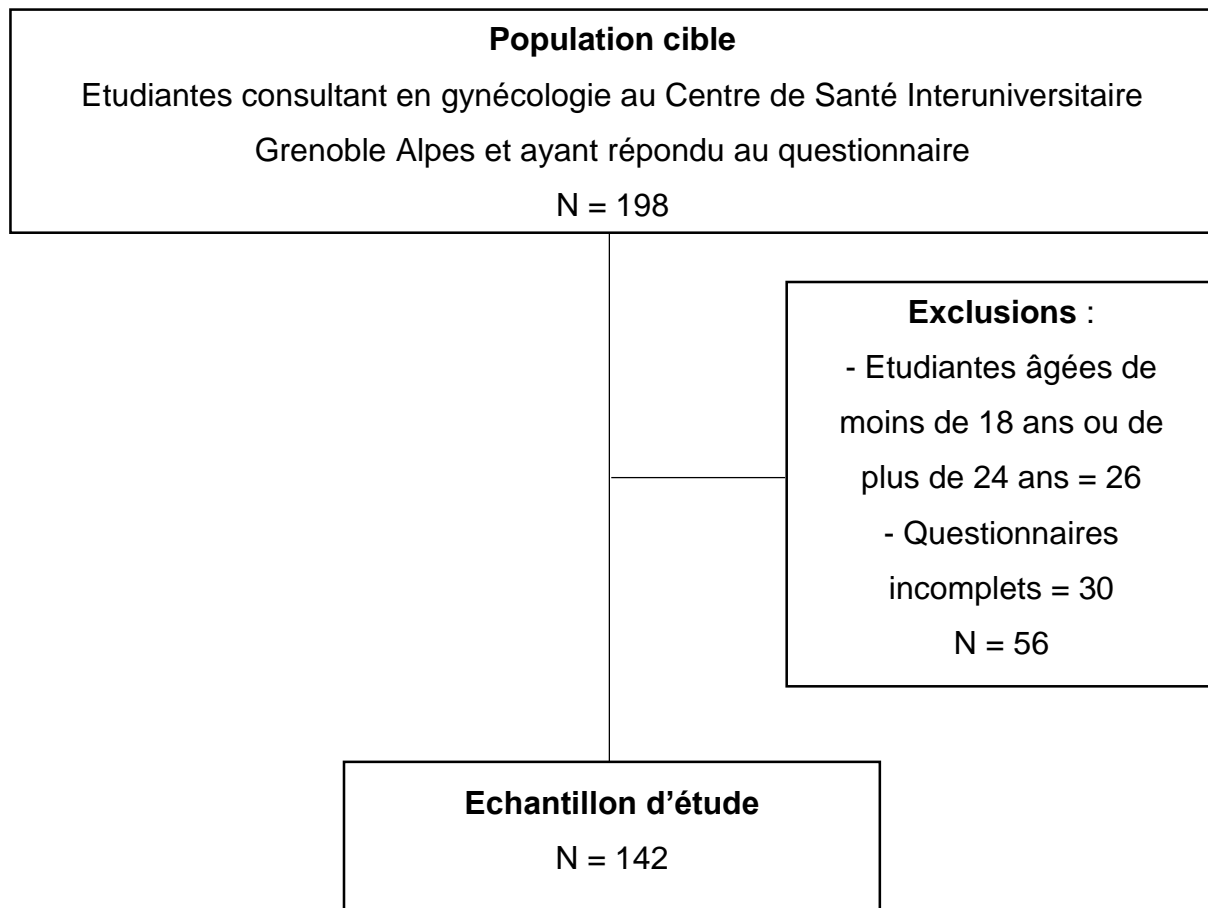 Population cible
Etudiantes consultant en gynécologie au Centre de Santé Interuniversitaire
Grenoble Alpes et ayant répondu au questionnaire
N = 198
Exclusions :
- Etudiantes âgées de
moins de 18 ans ou de
plus de 24 ans = 26
- Questionnaires
incomplets = 30
N = 56
Echantillon d’étude
N = 142